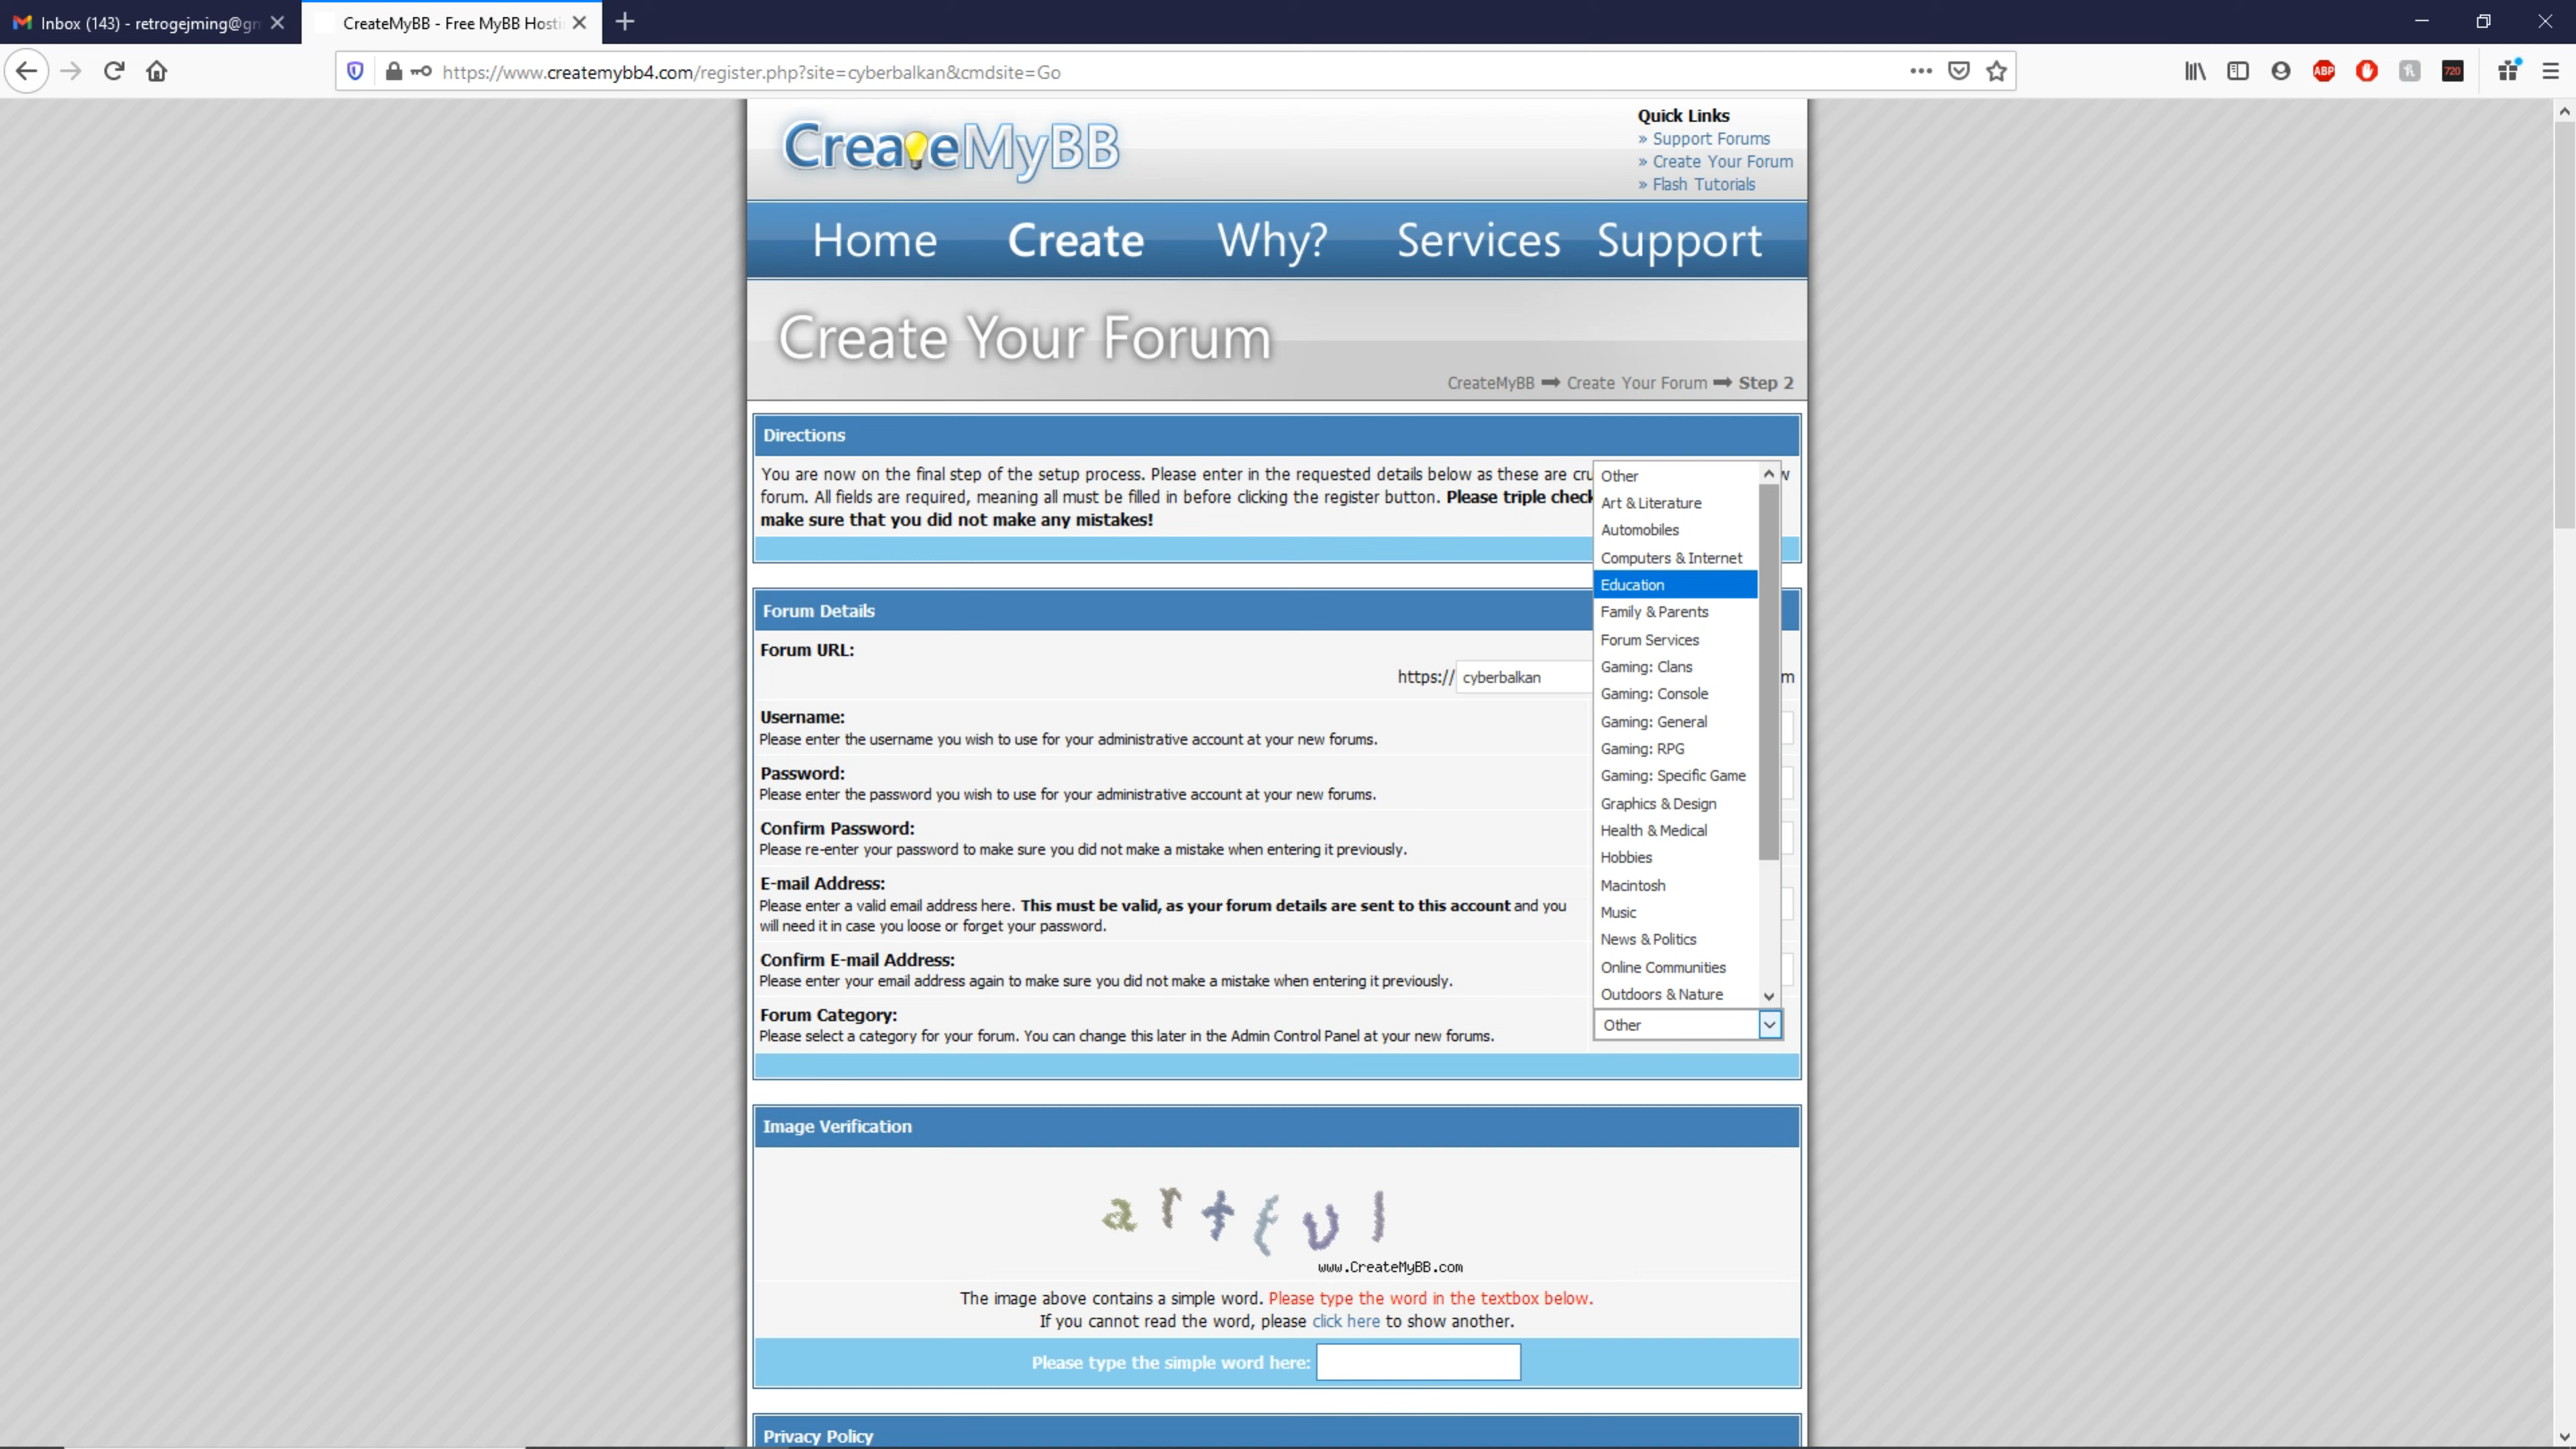 Inbox (143) - retrogejming@gm
CreateMyBB - Free MyBB Hosti
https://www.createmybb4.com/register.php?site=cyberbalkan&cmdsite=Go
ABP
720
CreateMyBB
Quick Links
» Support Forums
» Create Your Forum
» Flash Tutorials
Home Create Why? Services Support
Create Your Forum
CreateMyBB ➡ Create Your Forum ➡ Step 2
Directions
You are now on the final step of the setup process. Please enter in the requested details below as these are cru w
forum. All fields are required, meaning all must be filled in before clicking the register button. Please triple check
make sure that you did not make any mistakes!
Forum Details
Forum URL:
https:// cyberbalkan m
Username:
Please enter the username you wish to use for your administrative account at your new forums.
Password:
Please enter the password you wish to use for your administrative account at your new forums.
Confirm Password:
Please re-enter your password to make sure you did not make a mistake when entering it previously.
E-mail Address:
Please enter a valid email address here. This must be valid, as your forum details are sent to this account and you
will need it in case you loose or forget your password.
Confirm E-mail Address:
Please enter your email address again to make sure you did not make a mistake when entering it previously.
Forum Category:
Please select a category for your forum. You can change this later in the Admin Control Panel at your new forums.
Other
Art & Literature
Automobiles
Computers & Internet
Education
Family & Parents
Forum Services
Gaming: Clans
Gaming: Console
Gaming: General
Gaming: RPG
Gaming: Specific Game
Graphics & Design
Health & Medical
Hobbies
Macintosh
Music
News & Politics
Online Communities
Outdoors & Nature
Other
Image Verification
artful
www.CreateMyBB.com
The image above contains a simple word. Please type the word in the textbox below.
If you cannot read the word, please click here to show another.
Please type the simple word here:
Privacy Policy